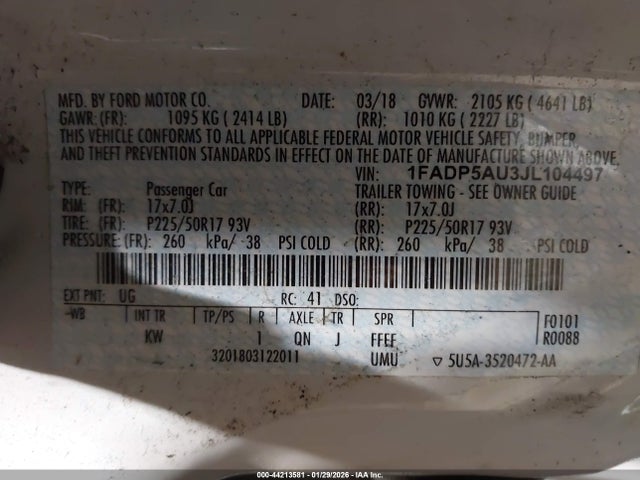 MFD. BY FORD MOTOR CO. DATE: 03/18 GVWR: 2105 KG ( 4641 LB)
GAWR:(FR): 1095 KG ( 2414 LB) (RR): 1010 KG ( 2227 LB)
THIS VEHICLE CONFORMS TO ALL APPLICABLE FEDERAL MOTOR VEHICLE SAFETY, BUMPER
AND THEFT PREVENTION STANDARDS IN EFFECT ON THE DATE OF MANUFACTURE SHOWN ABOVE.
VIN: 1FADP5AU3JL104497
TYPE: Passenger Car TRAILER TOWING - SEE OWNER GUIDE
RIM: (FR): 17x7.0J (RR): 17x7.0J
TIRE: (FR): P225/50R17 93V (RR): P225/50R17 93V
PRESSURE:(FR): 260 kPa/ 38 PSI COLD (RR): 260 kPa/ 38 PSI COLD
EXT PNT: UG RC: 41 DSO:
WB INT TR TP/PS R AXLE TR SPR F0101
KW 1 QN J FFEF R0088
3201803122011 UMU ▽ 5U5A-3520472-AA
000-44213581 - 01/29/2026 - IAAI Inc.